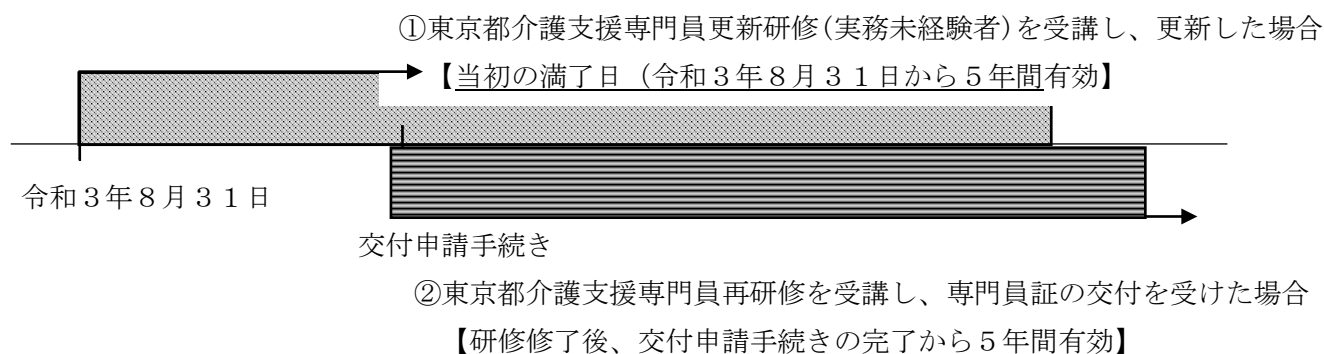 ①東京都介護支援専門員更新研修(実務未経験者)を受講し、更新した場合
【当初の満了日（令和３年８月３１日から５年間有効】
令和３年８月３１日
交付申請手続き
②東京都介護支援専門員再研修を受講し、専門員証の交付を受けた場合
【研修修了後、交付申請手続きの完了から５年間有効】